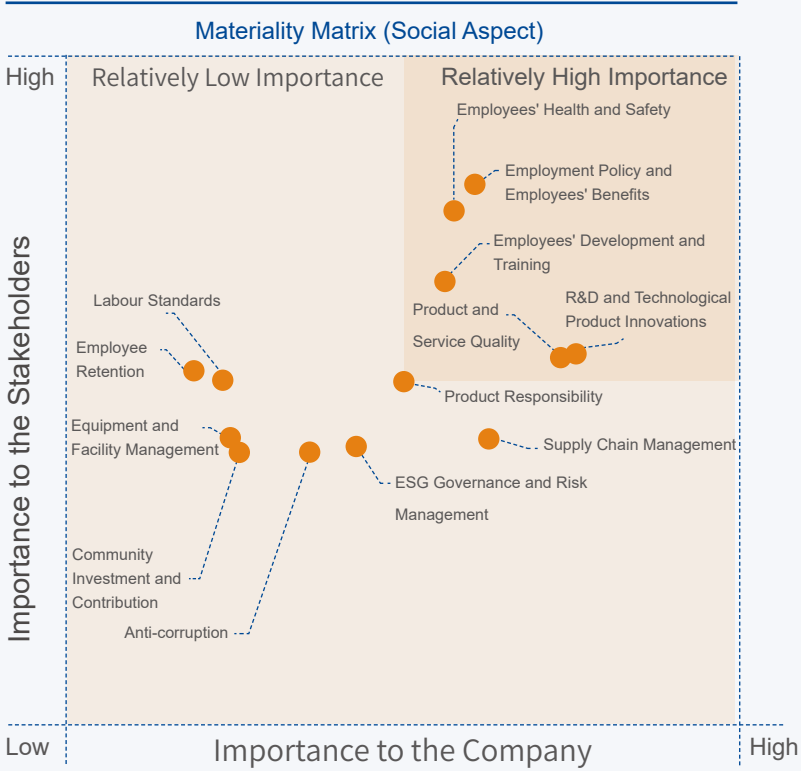 Materiality Matrix (Social Aspect)
High
Relatively Low Importance
Relatively High Importance
Employees' Health and Safety
Employment Policy and
Employees' Benefits
Employees' Development and
Training
Labour Standards
R&D and Technological
Product Innovations
Product and
Service Quality
Employee
Retention
Product Responsibility
Equipment and
Facility Management
Supply Chain Management
ESG Governance and Risk
Management
Community
Investment and
Contribution
Anti-corruption
Importance to the Stakeholders
Low
Importance to the Company
High